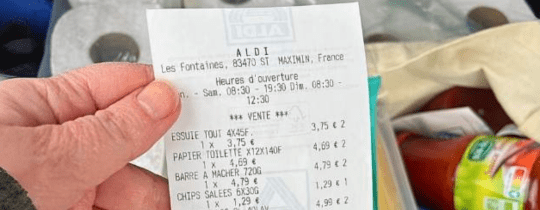 ALDI
Les Fontaines, 83470 ST MAXIMIN, France
Heures d'ouverture
- Sam. 08:30 - 19:30 Dim. 08:30 -
12:30
*** VENTE ***
ESSUIE TOUT 4X45F. 3,75 € 2
1 x 3,75 €
PAPIER TOILETTE X12X140F 4,69 € 2
1 x 4,69 €
BARRE A MACHER 720G 4,79 € 2
1 x 4,79 €
CHIPS SALEES 6X30G 1,29 € 1
1 x 1,29 €
4,99 € 2